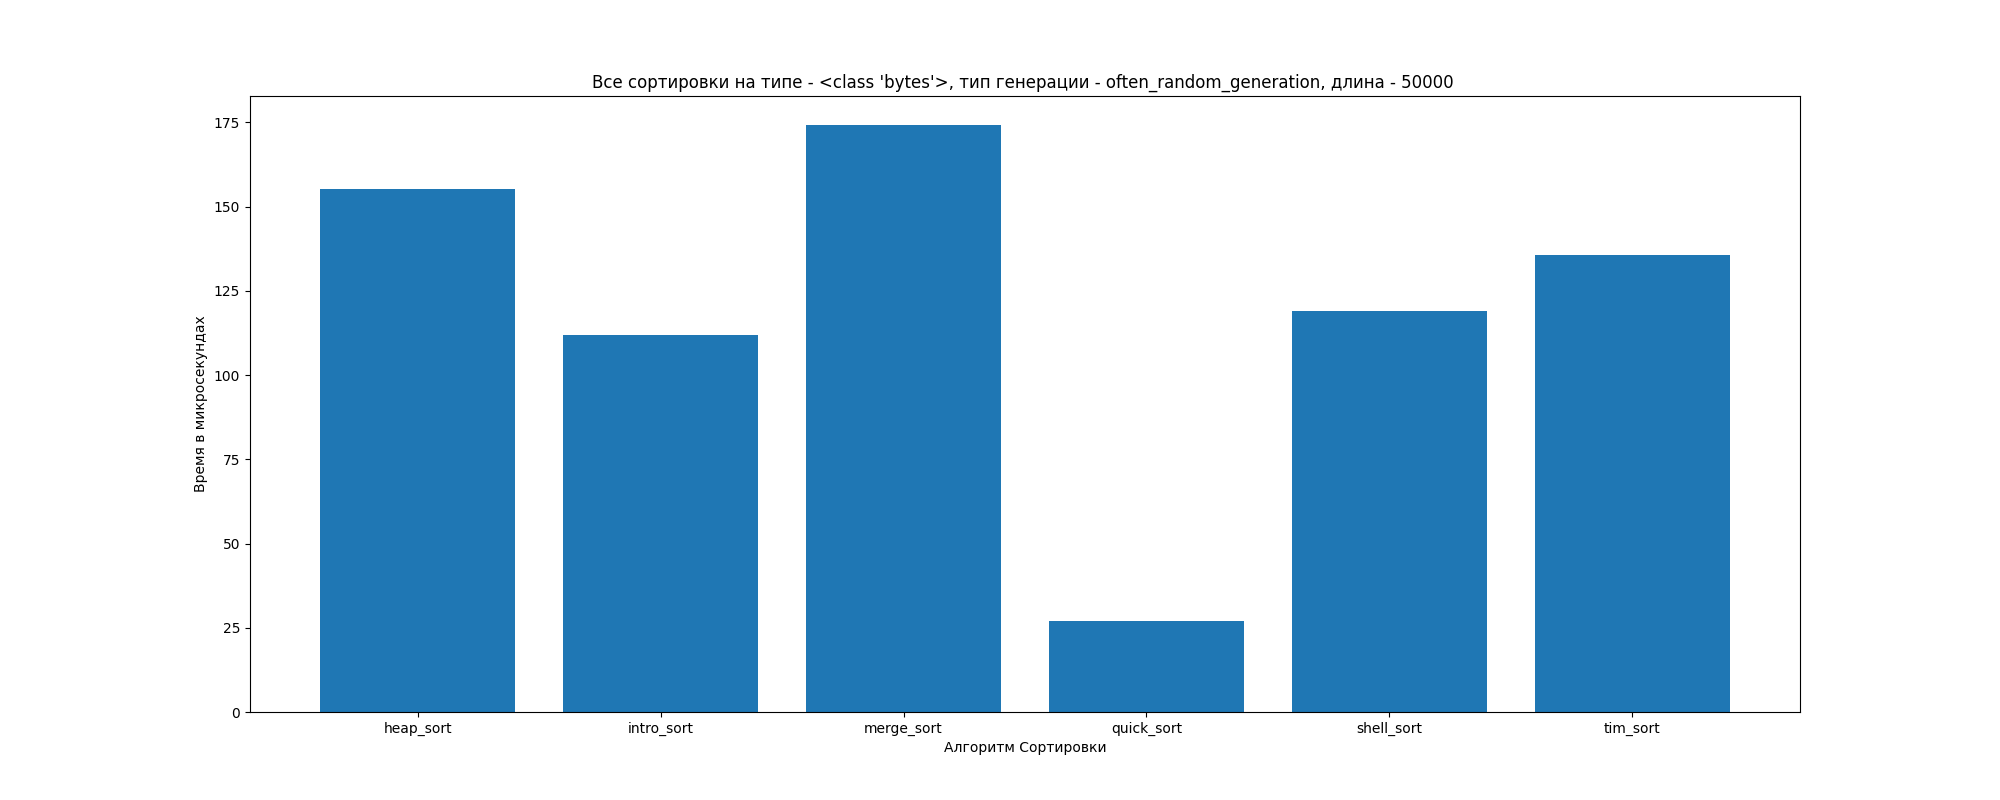 Все сортировки на типе - <class 'bytes'>, тип генерации - often_random_generation, длина - 50000
175
150
125
100
75
50
25
0
Время в микросекундах
heap_sort
intro_sort
merge_sort
quick_sort
shell_sort
tim_sort
Алгоритм Сортировки